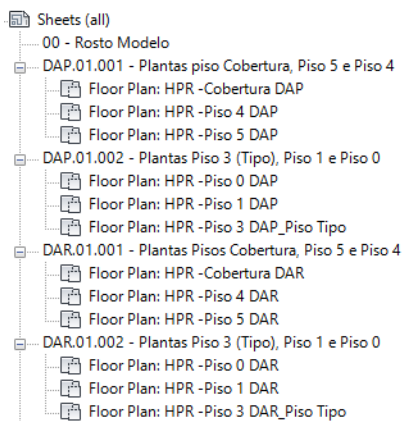 Sheets (all)
00 - Rosto Modelo
DAP.01.001 - Plantas piso Cobertura, Piso 5 e Piso 4
Floor Plan: HPR -Cobertura DAP
Floor Plan: HPR -Piso 4 DAP
Floor Plan: HPR -Piso 5 DAP
DAP.01.002 - Plantas Piso 3 (Tipo), Piso 1 e Piso 0
Floor Plan: HPR -Piso 0 DAP
Floor Plan: HPR -Piso 1 DAP
Floor Plan: HPR -Piso 3 DAP_Piso Tipo
DAR.01.001 - Plantas Pisos Cobertura, Piso 5 e Piso 4
Floor Plan: HPR -Cobertura DAR
Floor Plan: HPR -Piso 4 DAR
Floor Plan: HPR -Piso 5 DAR
DAR.01.002 - Plantas Piso 3 (Tipo), Piso 1 e Piso 0
Floor Plan: HPR -Piso 0 DAR
Floor Plan: HPR -Piso 1 DAR
Floor Plan: HPR -Piso 3 DAR_Piso Tipo